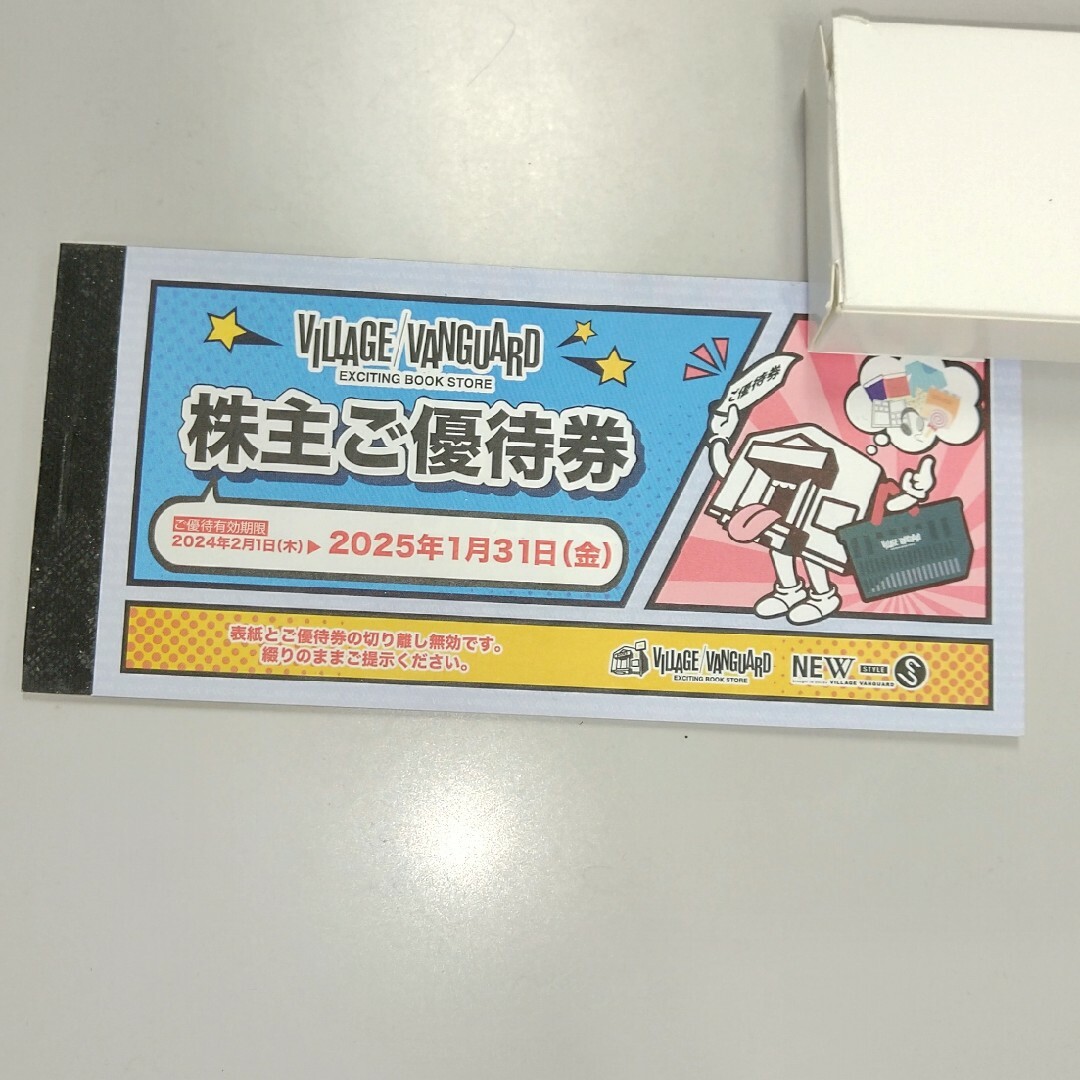 VILLAGE/VANGUARD
EXCITING BOOK STORE
株主ご優待券
ご優待有効期限
2024年2月1日(木)▶2025年1月31日(金)
ご優待券
VILLAGE VANGUARD
表紙とご優待券の切り離し無効です。
綴りのままご提示ください。
VILLAGE/VANGUARD
EXCITING BOOK STORE
NEW STYLE S
VILLAGE VANGUARD